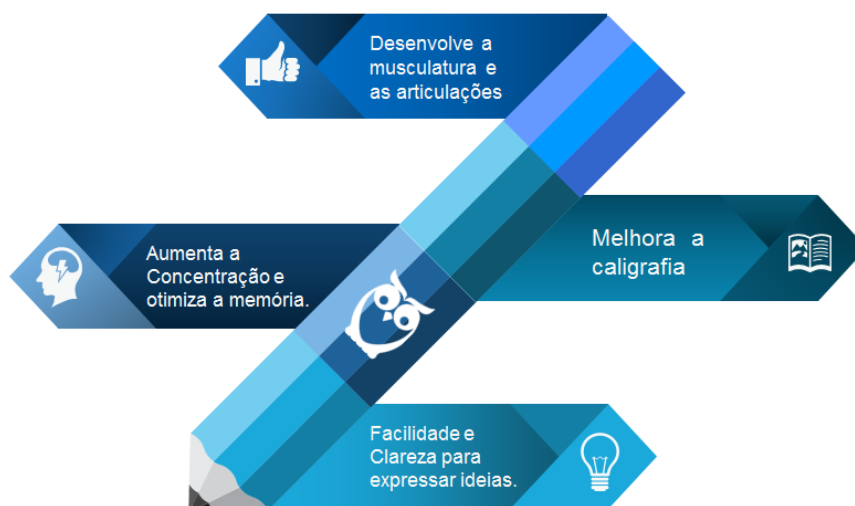 Desenvolve a
musculatura e
as articulações
Melhora a
caligrafia
Aumenta a
Concentração e
otimiza a memória.
Facilidade e
Clareza para
expressar ideias.